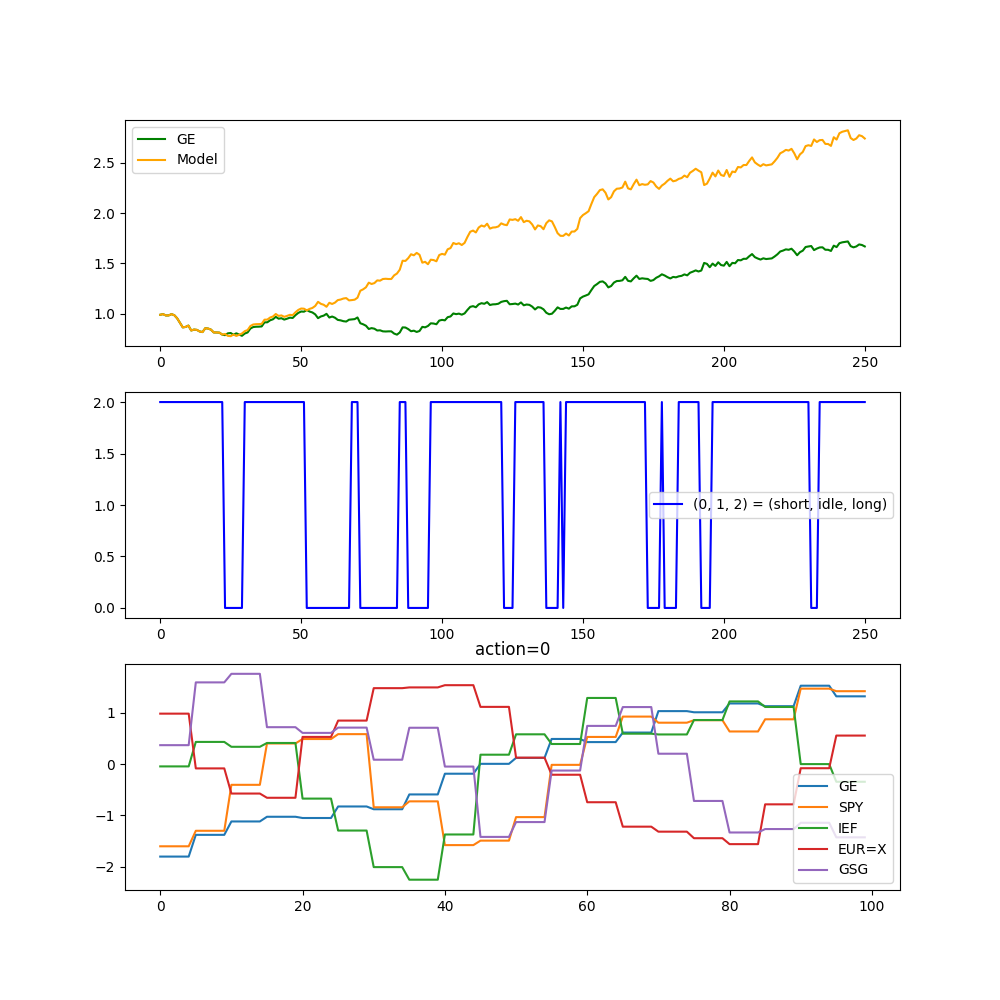 GE
Model
2.5
2.0
1.5
1.0
0 50 100 150 200 250
2.0
1.5
1.0
0.5
0.0
(0, 1, 2) = (short, idle, long)
0 50 100 150 200 250
action=0
1
0
−1
−2
GE
SPY
IEF
EUR=X
GSG
0 20 40 60 80 100